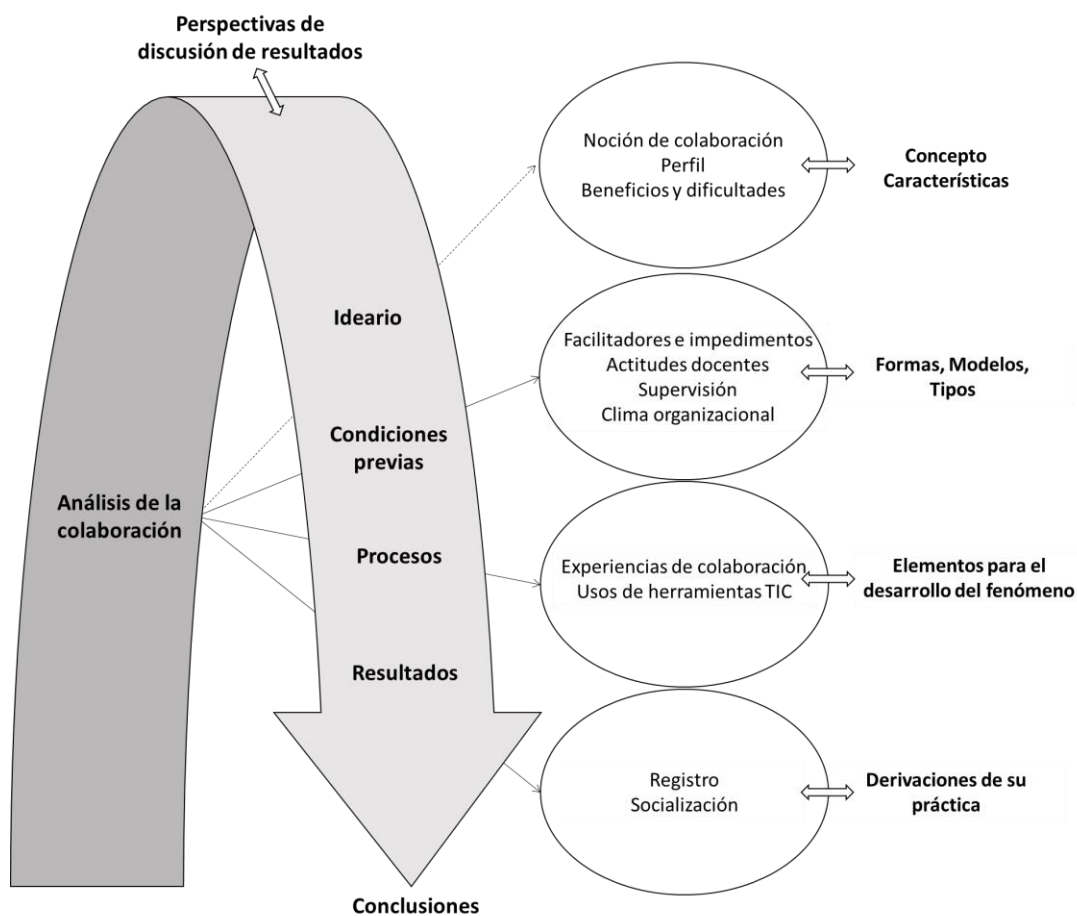 Perspectivas de
discusión de resultados
Noción de colaboración
Perfil
Beneficios y dificultades
Concepto
Características
Ideario
Facilitadores e impedimentos
Actitudes docentes
Supervisión
Clima organizacional
Formas, Modelos,
Tipos
Condiciones
previas
Análisis de la
colaboración
Procesos
Experiencias de colaboración
Usos de herramientas TIC
Elementos para el
desarrollo del fenómeno
Resultados
Registro
Socialización
Derivaciones de su
práctica
Conclusiones